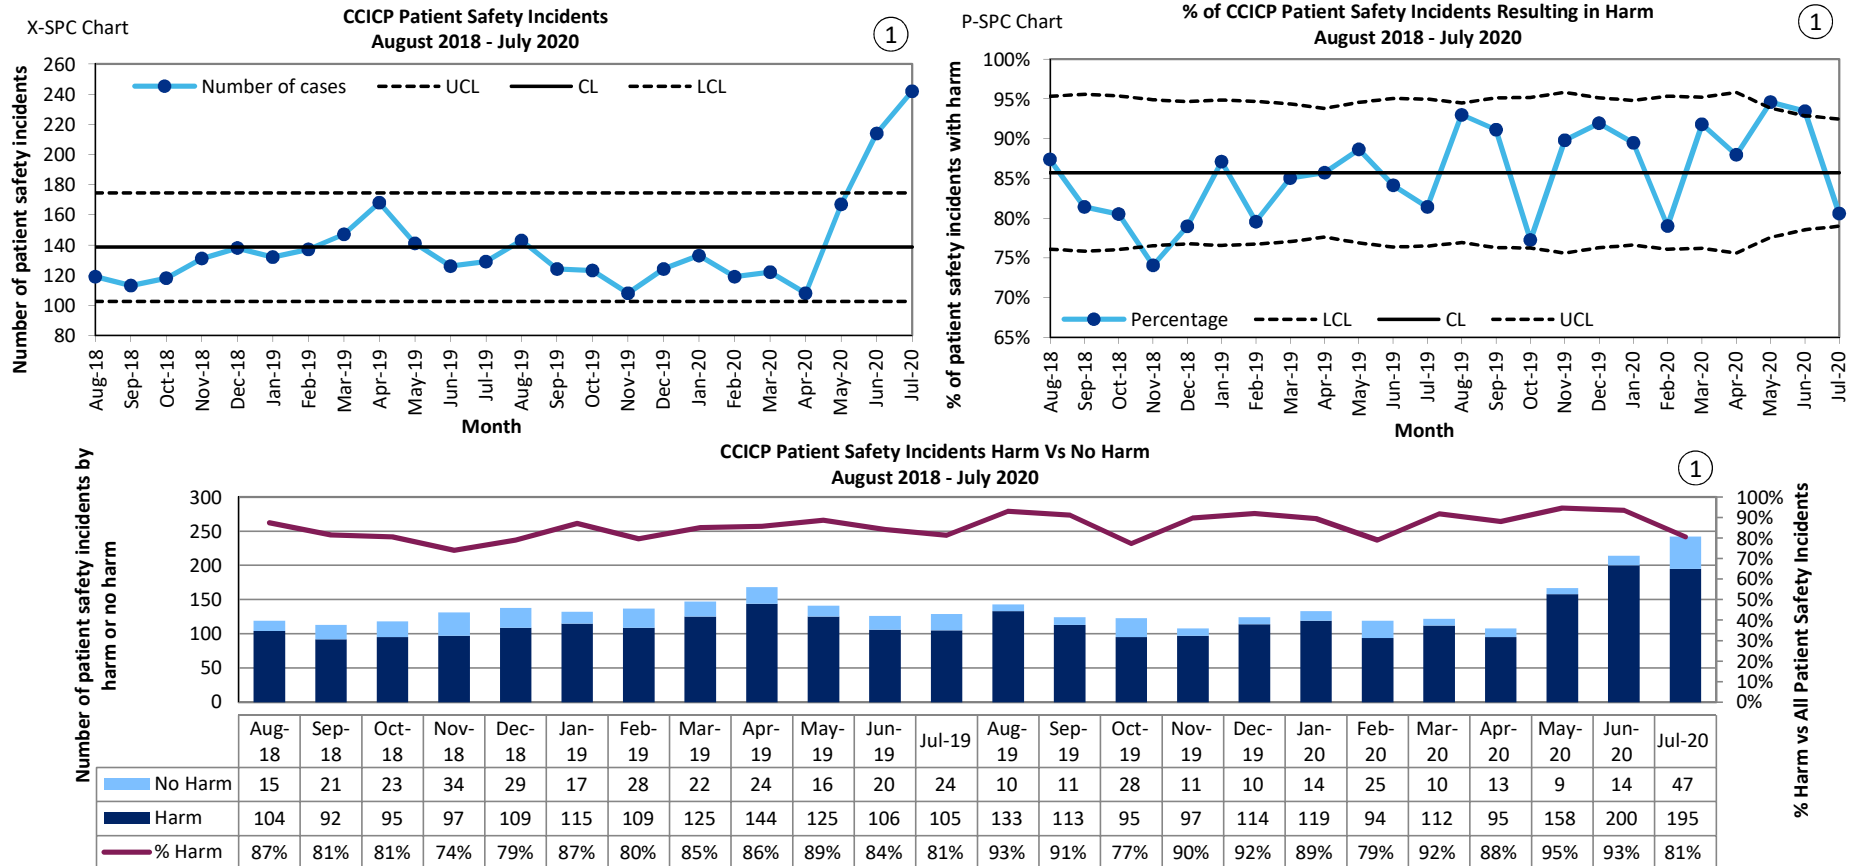 X-SPC Chart
CCICP Patient Safety Incidents
August 2018 - July 2020
1
Number of patient safety incidents
260
240
220
200
180
160
140
120
100
80
Number of cases UCL CL LCL
Aug-18 Sep-18 Oct-18 Nov-18 Dec-18 Jan-19 Feb-19 Mar-19 Apr-19 May-19 Jun-19 Jul-19 Aug-19 Sep-19 Oct-19 Nov-19 Dec-19 Jan-20 Feb-20 Mar-20 Apr-20 May-20 Jun-20 Jul-20
Month
P-SPC Chart
% of CCICP Patient Safety Incidents Resulting in Harm
August 2018 - July 2020
1
% of patient safety incidents with harm
100%
95%
90%
85%
80%
75%
70%
65%
Percentage LCL CL UCL
Aug-18 Sep-18 Oct-18 Nov-18 Dec-18 Jan-19 Feb-19 Mar-19 Apr-19 May-19 Jun-19 Jul-19 Aug-19 Sep-19 Oct-19 Nov-19 Dec-19 Jan-20 Feb-20 Mar-20 Apr-20 May-20 Jun-20 Jul-20
Month
CCICP Patient Safety Incidents Harm Vs No Harm
August 2018 - July 2020
1
Number of patient safety incidents by
harm or no harm
300
250
200
150
100
50
0
100%
90%
80%
70%
60%
50%
40%
30%
20%
10%
0%
% Harm vs All Patient Safety Incidents
Aug-18 Sep-18 Oct-18 Nov-18 Dec-18 Jan-19 Feb-19 Mar-19 Apr-19 May-19 Jun-19 Jul-19 Aug-19 Sep-19 Oct-19 Nov-19 Dec-19 Jan-20 Feb-20 Mar-20 Apr-20 May-20 Jun-20 Jul-20
No Harm 15 21 23 34 29 17 28 22 24 16 20 24 10 11 28 11 10 14 25 10 13 9 14 47
Harm 104 92 95 97 109 115 109 125 144 125 106 105 133 113 95 97 114 119 94 112 95 158 200 195
% Harm 87% 81% 81% 74% 79% 87% 80% 85% 86% 89% 84% 81% 93% 91% 77% 90% 92% 89% 79% 92% 88% 95% 93% 81%